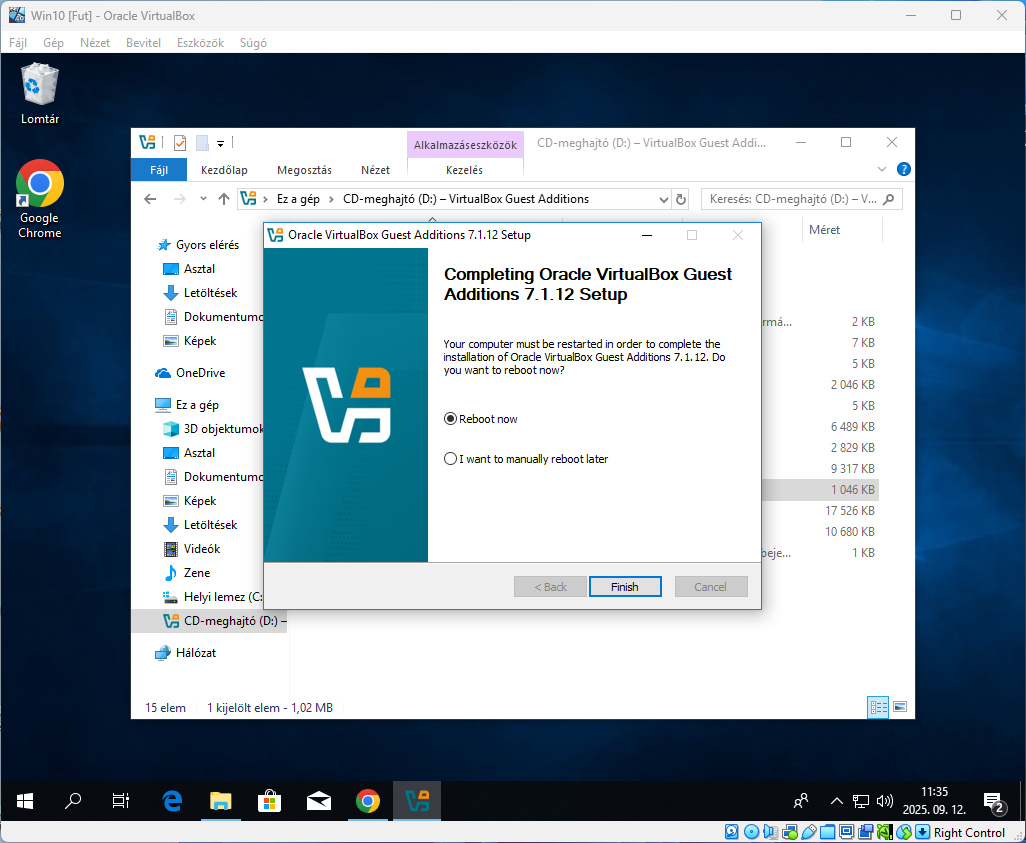 Win10 [Fut] - Oracle VirtualBox
Fájl Gép Nézet Bevitel Eszközök Súgó
Lomtár
Google
Chrome
Alkalmazáseszközök
CD-meghajtó (D:) – VirtualBox Guest Addi...
Fájl Kezdőlap Megosztás Nézet Kezelés
Ez a gép CD-meghajtó (D:) – VirtualBox Guest Additions
Keresés: CD-meghajtó (D:) – V...
Méret
Gyors elérés
Asztal
Letöltések
Dokumentumo
Képek
OneDrive
Ez a gép
3D objektumok
Asztal
Dokumentumo
Képek
Letöltések
Videók
Zene
Helyi lemez (C:
CD-meghajtó (D:) –
Hálózat
Oracle VirtualBox Guest Additions 7.1.12 Setup
Completing Oracle VirtualBox Guest
Additions 7.1.12 Setup
Your computer must be restarted in order to complete the
installation of Oracle VirtualBox Guest Additions 7.1.12. Do
you want to reboot now?
Reboot now
I want to manually reboot later
< Back Finish Cancel
rmá... 2 KB
7 KB
5 KB
2 046 KB
5 KB
6 489 KB
2 829 KB
9 317 KB
1 046 KB
17 526 KB
10 680 KB
beje... 1 KB
15 elem 1 kijelölt elem - 1,02 MB
11:35
2025. 09. 12.
2
Right Control